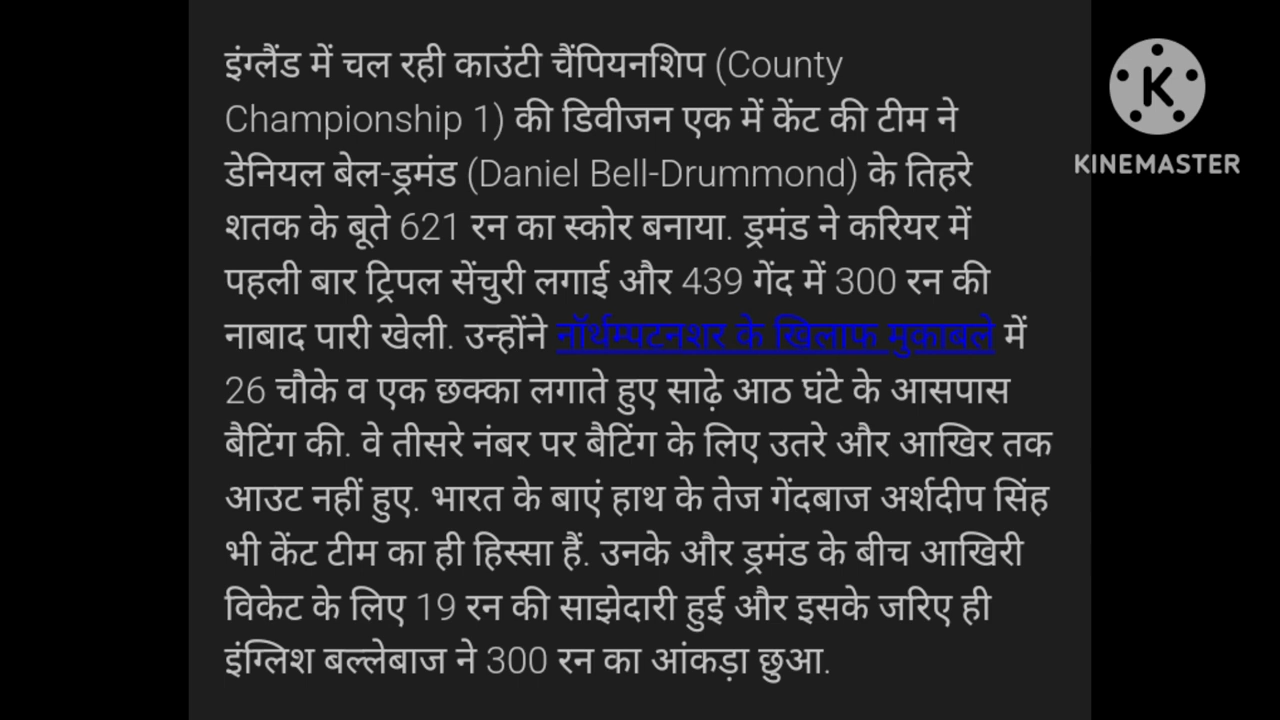 इंग्लैंड में चल रही काउंटी चैंपियनशिप (County
Championship 1) की डिवीजन एक में केंट की टीम ने
डेनियल बेल-ड्रमंड (Daniel Bell-Drummond) के तिहरे
शतक के बूते 621 रन का स्कोर बनाया. ड्रमंड ने करियर में
पहली बार ट्रिपल सेंचुरी लगाई और 439 गेंद में 300 रन की
नाबाद पारी खेली. उन्होंने नॉर्थम्पटनशर के खिलाफ मुकाबले में
26 चौके व एक छक्का लगाते हुए साढ़े आठ घंटे के आसपास
बैटिंग की. वे तीसरे नंबर पर बैटिंग के लिए उतरे और आखिर तक
आउट नहीं हुए. भारत के बाएं हाथ के तेज गेंदबाज अर्शदीप सिंह
भी केंट टीम का ही हिस्सा हैं. उनके और ड्रमंड के बीच आखिरी
विकेट के लिए 19 रन की साझेदारी हुई और इसके जरिए ही
इंग्लिश बल्लेबाज ने 300 रन का आंकड़ा छुआ.
K
KINEMASTER